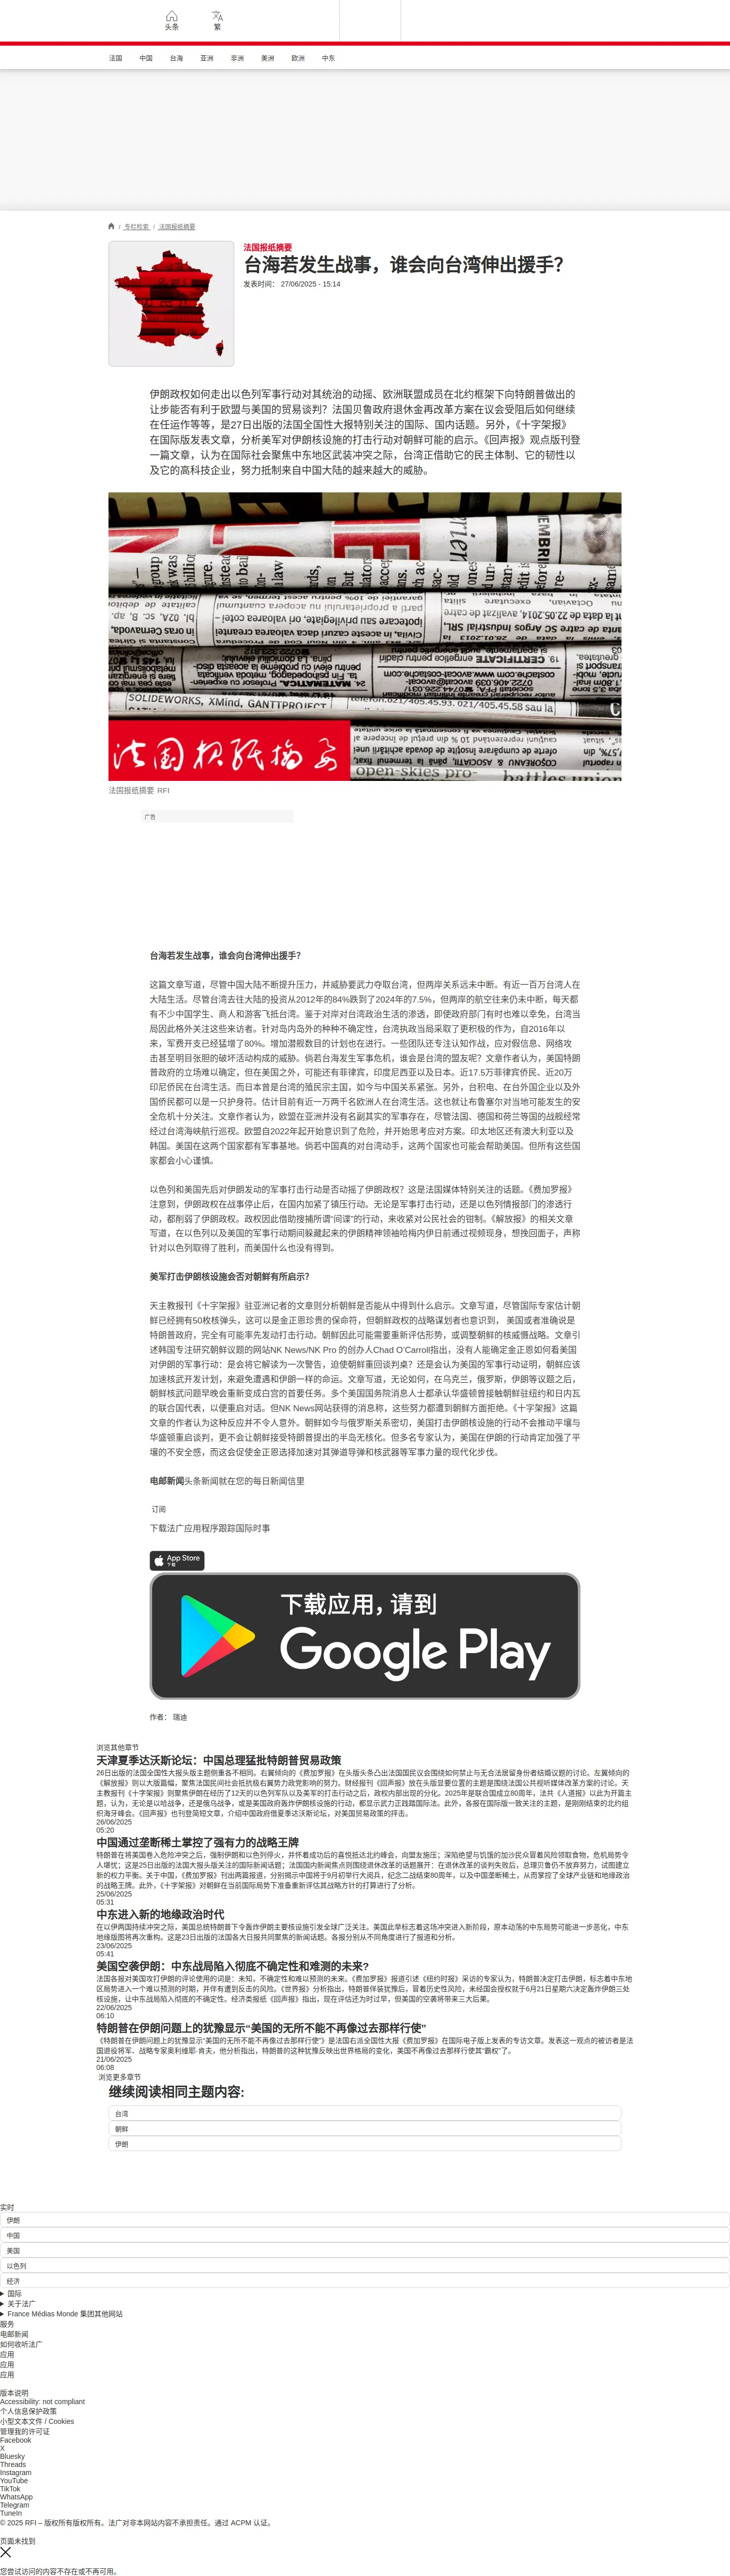 头条
繁
法国
中国
台海
亚洲
非洲
美洲
欧洲
中东
/ 专栏检索 / 法国报纸摘要
法国报纸摘要
台海若发生战事，谁会向台湾伸出援手？
发表时间： 27/06/2025 - 15:14
伊朗政权如何走出以色列军事行动对其统治的动摇、欧洲联盟成员在北约框架下向特朗普做出的
让步能否有利于欧盟与美国的贸易谈判？法国贝鲁政府退休金再改革方案在议会受阻后如何继续
在任运作等等，是27日出版的法国全国性大报特别关注的国际、国内话题。另外，《十字架报》
在国际版发表文章，分析美军对伊朗核设施的打击行动对朝鲜可能的启示。《回声报》观点版刊登
一篇文章，认为在国际社会聚焦中东地区武装冲突之际，台湾正借助它的民主体制、它的韧性以
及它的高科技企业，努力抵制来自中国大陆的越来越大的威胁。
法国报纸摘要
法国报纸摘要 RFI
广告
台海若发生战事，谁会向台湾伸出援手？
这篇文章写道，尽管中国大陆不断提升压力，并威胁要武力夺取台湾，但两岸关系远未中断。有近一百万台湾人在
大陆生活。尽管台湾去往大陆的投资从2012年的84%跌到了2024年的7.5%，但两岸的航空往来仍未中断，每天都
有不少中国学生、商人和游客飞抵台湾。鉴于对岸对台湾政治生活的渗透，即使政府部门有时也难以幸免，台湾当
局因此格外关注这些来访者。针对岛内岛外的种种不确定性，台湾执政当局采取了更积极的作为，自2016年以
来，军费开支已经猛增了80%。增加潜舰数目的计划也在进行。一些团队还专注认知作战，应对假信息、网络攻
击甚至明目张胆的破坏活动构成的威胁。倘若台海发生军事危机，谁会是台湾的盟友呢？文章作者认为，美国特朗
普政府的立场难以确定，但在美国之外，可能还有菲律宾，印度尼西亚以及日本。近17.5万菲律宾侨民、近20万
印尼侨民在台湾生活。而日本曾是台湾的殖民宗主国，如今与中国关系紧张。另外，台积电、在台外国企业以及外
国侨民都可以是一只护身符。估计目前有近一万两千名欧洲人在台湾生活。这也就让布鲁塞尔对当地可能发生的安
全危机十分关注。文章作者认为，欧盟在亚洲并没有名副其实的军事存在，尽管法国、德国和荷兰等国的战舰经常
经过台湾海峡航行巡视。欧盟自2022年起开始意识到了危险，并开始思考应对方案。印太地区还有澳大利亚以及
韩国。美国在这两个国家都有军事基地。倘若中国真的对台湾动手，这两个国家也可能会帮助美国。但所有这些国
家都会小心谨慎。
以色列和美国先后对伊朗发动的军事打击行动是否动摇了伊朗政权？这是法国媒体特别关注的话题。《费加罗报》
注意到，伊朗政权在战事停止后，在国内加紧了镇压行动。无论是军事打击行动，还是以色列情报部门的渗透行
动，都削弱了伊朗政权。政权因此借助搜捕所谓“间谍”的行动，来收紧对公民社会的钳制。《解放报》的相关文章
写道，在以色列以及美国的军事行动期间躲藏起来的伊朗精神领袖哈梅内伊日前通过视频现身，想挽回面子，声称
针对以色列取得了胜利，而美国什么也没有得到。
美军打击伊朗核设施会否对朝鲜有所启示？
天主教报刊《十字架报》驻亚洲记者的文章则分析朝鲜是否能从中得到什么启示。文章写道，尽管国际专家估计朝
鲜已经拥有50枚核弹头，这可以是金正恩珍贵的保命符，但朝鲜政权的战略谋划者也意识到， 美国或者准确说是
特朗普政府，完全有可能率先发动打击行动。朝鲜因此可能需要重新评估形势，或调整朝鲜的核威慑战略。文章引
述韩国专注研究朝鲜议题的网站NK News/NK Pro 的创办人Chad O'Carroll指出，没有人能确定金正恩如何看美国
对伊朗的军事行动：是会将它解读为一次警告，迫使朝鲜重回谈判桌？还是会认为美国的军事行动证明，朝鲜应该
加速核武开发计划，来避免遭遇和伊朗一样的命运。文章写道，无论如何，在乌克兰，俄罗斯，伊朗等议题之后，
朝鲜核武问题早晚会重新变成白宫的首要任务。多个美国国务院消息人士都承认华盛顿曾接触朝鲜驻纽约和日内瓦
的联合国代表，以便重启对话。但NK News网站获得的消息称，这些努力都遭到朝鲜方面拒绝。《十字架报》这篇
文章的作者认为这种反应并不令人意外。朝鲜如今与俄罗斯关系密切，美国打击伊朗核设施的行动不会推动平壤与
华盛顿重启谈判，更不会让朝鲜接受特朗普提出的半岛无核化。但多名专家认为，美国在伊朗的行动肯定加强了平
壤的不安全感，而这会促使金正恩选择加速对其弹道导弹和核武器等军事力量的现代化步伐。
电邮新闻头条新闻就在您的每日新闻信里
订阅
下载法广应用程序跟踪国际时事
App Store
下载
下载应用，请到
Google Play
作者： 瑞迪
浏览其他章节
天津夏季达沃斯论坛：中国总理猛批特朗普贸易政策
26日出版的法国全国性大报头版主题侧重各不相同。右翼倾向的《费加罗报》在头版头条凸出法国国民议会围绕如何禁止与无合法居留身份者结婚议题的讨论。左翼倾向的
《解放报》则以大版篇幅，聚焦法国民间社会抵抗极右翼势力政党影响的努力。财经报刊《回声报》放在头版显要位置的主题是围绕法国公共视听媒体改革方案的讨论。天
主教报刊《十字架报》则聚焦伊朗在经历了12天的以色列军队以及美军的打击行动之后，政权内部出现的分化。2025年是联合国成立80周年，法共《人道报》以此为开篇主
题，认为，无论是以哈战争，还是俄乌战争，或是美国政府轰炸伊朗核设施的行动，都显示武力正践踏国际法。此外，各报在国际版一致关注的主题，是刚刚结束的北约组
织海牙峰会。《回声报》也刊登简短文章，介绍中国政府借夏季达沃斯论坛，对美国贸易政策的抨击。
26/06/2025
05:20
中国通过垄断稀土掌控了强有力的战略王牌
特朗普在将美国卷入危险冲突之后，强制伊朗和以色列停火，并怀着成功后的喜悦抵达北约峰会，向盟友施压；深陷绝望与饥饿的加沙民众冒着风险领取食物，危机局势令
人堪忧；这是25日出版的法国大报头版关注的国际新闻话题；法国国内新闻焦点则围绕退休改革的话题展开：在退休改革的谈判失败后，总理贝鲁仍不放弃努力，试图建立
新的权力平衡。关于中国，《费加罗报》刊出两篇报道，分别揭示中国将于9月初举行大阅兵，纪念二战结束80周年，以及中国垄断稀土，从而掌控了全球产业链和地缘政治
的战略王牌。此外，《十字架报》对朝鲜在当前国际局势下准备重新评估其战略方针的打算进行了分析。
25/06/2025
05:31
中东进入新的地缘政治时代
在以伊两国持续冲突之际，美国总统特朗普下令轰炸伊朗主要核设施引发全球广泛关注。美国此举标志着这场冲突进入新阶段，原本动荡的中东局势可能进一步恶化，中东
地缘版图将再次重构。这是23日出版的法国各大日报共同聚焦的新闻话题。各报分别从不同角度进行了报道和分析。
23/06/2025
05:41
美国空袭伊朗：中东战局陷入彻底不确定性和难测的未来？
法国各报对美国攻打伊朗的评论使用的词是：未知，不确定性和难以预测的未来。《费加罗报》报道引述《纽约时报》采访的专家认为，特朗普决定打击伊朗，标志着中东地
区局势进入一个难以预测的时期，并伴有遭到反击的风险。《世界报》分析指出，特朗普佯装犹豫后，冒着历史性风险，未经国会授权就于6月21日星期六决定轰炸伊朗三处
核设施，让中东战局陷入彻底的不确定性。经济类报纸《回声报》指出，现在评估还为时过早，但美国的空袭将带来三大后果。
22/06/2025
06:10
特朗普在伊朗问题上的犹豫显示“美国的无所不能不再像过去那样行使”
《特朗普在伊朗问题上的犹豫显示“美国的无所不能不再像过去那样行使”》是法国右派全国性大报《费加罗报》在国际电子版上发表的专访文章。发表这一观点的被访者是法
国退役将军、战略专家奥利维耶·肯夫，他分析指出，特朗普的这种犹豫反映出世界格局的变化，美国不再像过去那样行使其“霸权”了。
21/06/2025
06:08
浏览更多章节
继续阅读相同主题内容:
台湾
朝鲜
伊朗
实时
伊朗
中国
美国
以色列
经济
国际
关于法广
France Médias Monde 集团其他网站
服务
电邮新闻
如何收听法广
应用
应用
应用
版本说明
Accessibility: not compliant
个人信息保护政策
小型文本文件 / Cookies
管理我的许可证
Facebook
X
Bluesky
Threads
Instagram
YouTube
TikTok
WhatsApp
Telegram
TuneIn
© 2025 RFI – 版权所有版权所有。法广对非本网站内容不承担责任。通过 ACPM 认证。
页面未找到
您尝试访问的内容不存在或不再可用。